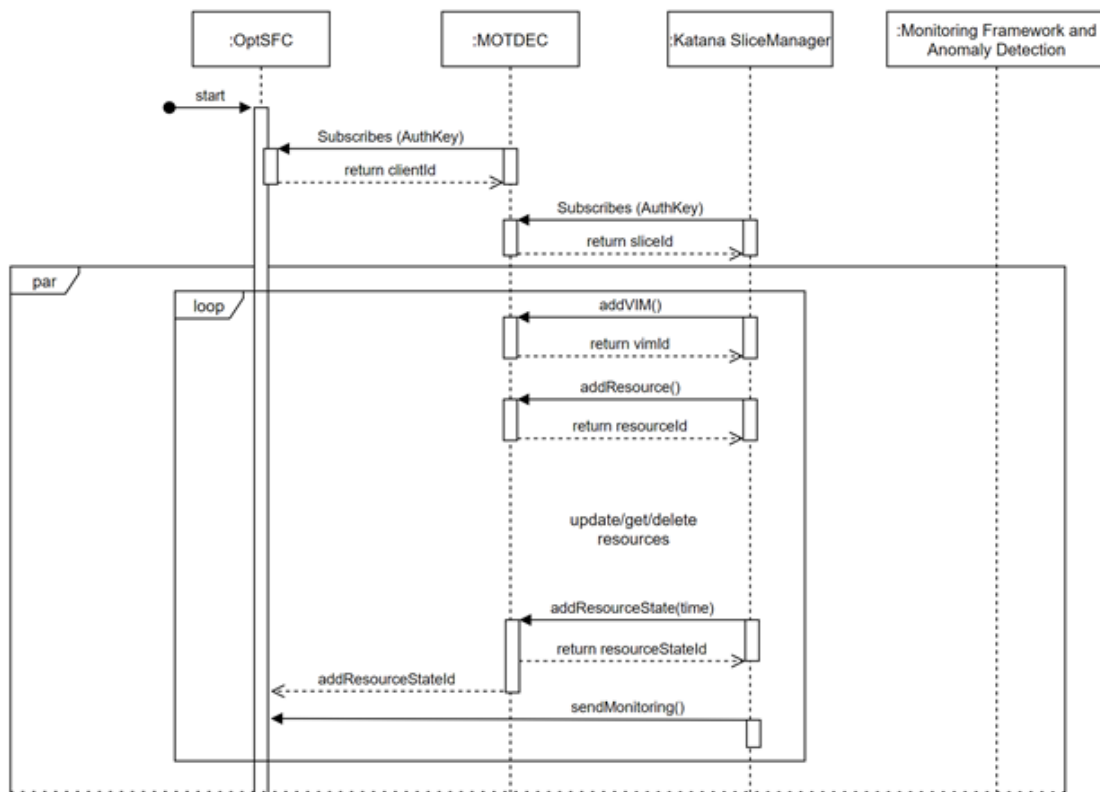 :OptSFC
:MOTDEC
:Katana SliceManager
:Monitoring Framework and
Anomaly Detection
start
Subscribes (AuthKey)
return clientId
Subscribes (AuthKey)
return sliceId
par
loop
addVIM()
return vimId
addResource()
return resourceId
update/get/delete
resources
addResourceState(time)
return resourceStateId
addResourceStateId
sendMonitoring()